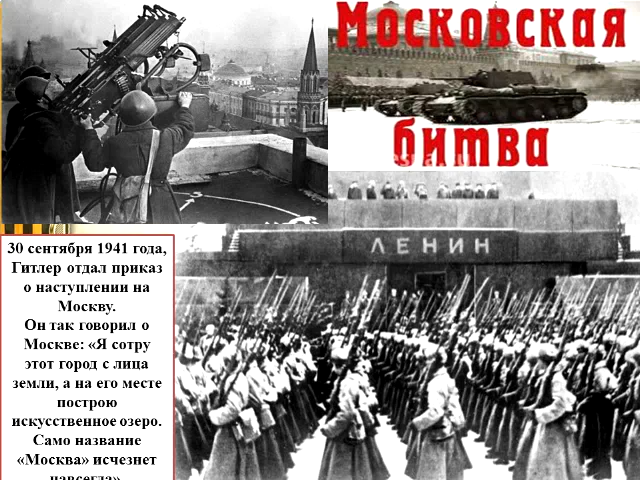 Московская
битва
ЛЕНИН
30 сентября 1941 года,
Гитлер отдал приказ
о наступлении на
Москву.
Он так говорил о
Москве: «Я сотру
этот город с лица
земли, а на его месте
построю
искусственное озеро.
Само название
«Москва» исчезнет
навсегда»